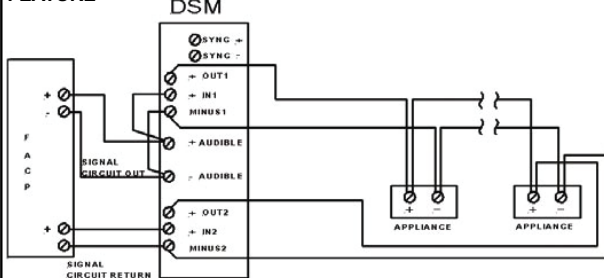 DSM
SYNC +
SYNC -
+ OUT1
+ IN1
MINUS1
+ AUDIBLE
- AUDIBLE
+ OUT2
+ IN2
MINUS2
+
-
F
A
C
P
SIGNAL
CIRCUIT OUT
+
SIGNAL
CIRCUIT RETURN
+ -
APPLIANCE
+ -
APPLIANCE